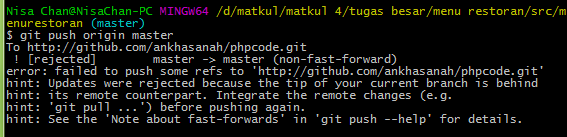 Nisa Chan@NisaChan-PC MINGW64 /d/matkul/matkul 4/tugas besar/menu restoran/src/m
enurestoran (master)
$ git push origin master
To http://github.com/ankhasanah/phpcode.git
 ! [rejected]        master -> master (non-fast-forward)
error: failed to push some refs to 'http://github.com/ankhasanah/phpcode.git'
hint: Updates were rejected because the tip of your current branch is behind
hint: its remote counterpart. Integrate the remote changes (e.g.
hint: 'git pull ...') before pushing again.
hint: See the 'Note about fast-forwards' in 'git push --help' for details.